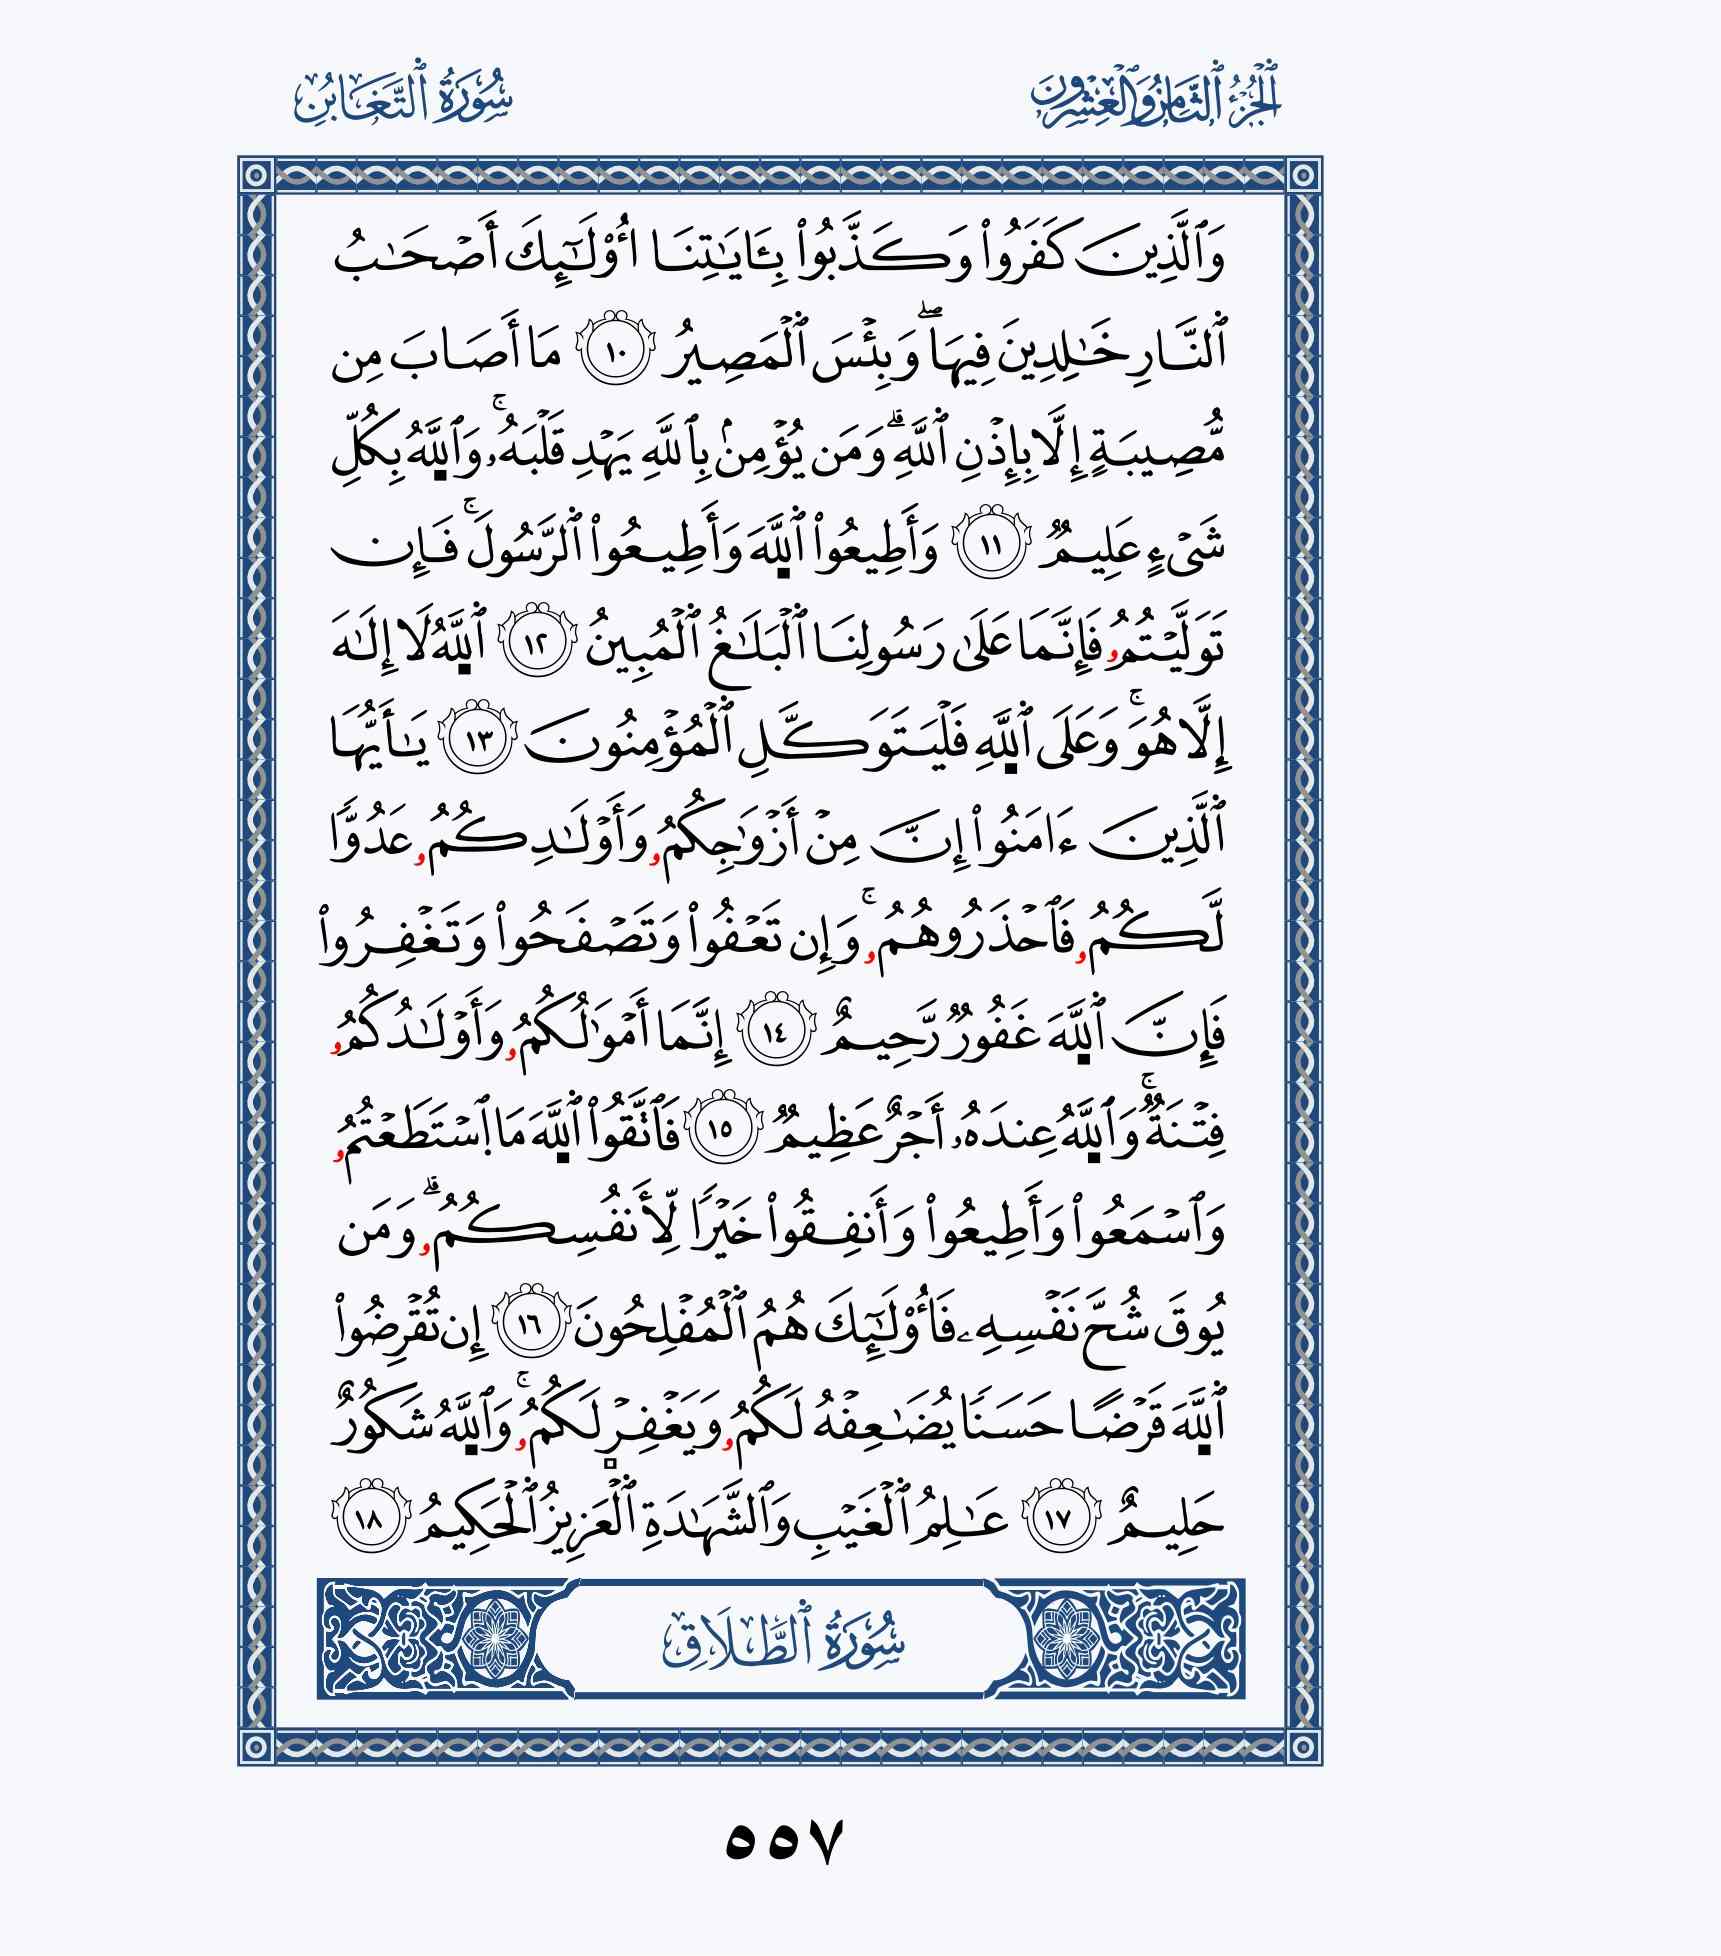 ٱلْجُزْءُ ٱلثَّامِنُ وَٱلْعِشْرُونَ
سُورَةُ ٱلتَّغَابُنِ
وَٱلَّذِينَ كَفَرُوا۟ وَكَذَّبُوا۟ بِـَٔايَٰتِنَا أُو۟لَٰٓئِكَ أَصْحَٰبُ
ٱلنَّارِ خَٰلِدِينَ فِيهَا ۖ وَبِئْسَ ٱلْمَصِيرُ ١٠ مَا أَصَابَ مِن
مُّصِيبَةٍ إِلَّا بِإِذْنِ ٱللَّهِ ۗ وَمَن يُؤْمِنۢ بِٱللَّهِ يَهْدِ قَلْبَهُۥ ۚ وَٱللَّهُ بِكُلِّ
شَىْءٍ عَلِيمٌ ١١ وَأَطِيعُوا۟ ٱللَّهَ وَأَطِيعُوا۟ ٱلرَّسُولَ ۚ فَإِن
تَوَلَّيْتُمُۥ فَإِنَّمَا عَلَىٰ رَسُولِنَا ٱلْبَلَٰغُ ٱلْمُبِينُ ١٢ ٱللَّهُ لَا إِلَٰهَ
إِلَّا هُوَ ۚ وَعَلَى ٱللَّهِ فَلْيَتَوَكَّلِ ٱلْمُؤْمِنُونَ ١٣ يَٰأَيُّهَا
ٱلَّذِينَ ءَامَنُوا۟ إِنَّ مِنْ أَزْوَٰجِكُمُۥ وَأَوْلَٰدِكُمُۥ عَدُوًّا
لَّكُمُۥ فَٱحْذَرُوهُمُۥ ۚ وَإِن تَعْفُوا۟ وَتَصْفَحُوا۟ وَتَغْفِرُوا۟
فَإِنَّ ٱللَّهَ غَفُورٌ رَّحِيمٌ ١٤ إِنَّمَا أَمْوَٰلُكُمُۥ وَأَوْلَٰدُكُمُۥ
فِتْنَةٌ ۚ وَٱللَّهُ عِندَهُۥ أَجْرٌ عَظِيمٌ ١٥ فَٱتَّقُوا۟ ٱللَّهَ مَا ٱسْتَطَعْتُمُۥ
وَٱسْمَعُوا۟ وَأَطِيعُوا۟ وَأَنفِقُوا۟ خَيْرًا لِّأَنفُسِكُمُۥ ۗ وَمَن
يُوقَ شُحَّ نَفْسِهِۦ فَأُو۟لَٰٓئِكَ هُمُ ٱلْمُفْلِحُونَ ١٦ إِن تُقْرِضُوا۟
ٱللَّهَ قَرْضًا حَسَنًا يُضَٰعِفْهُ لَكُمُۥ وَيَغْفِرْ لَكُمُۥ ۚ وَٱللَّهُ شَكُورٌ
حَلِيمٌ ١٧ عَٰلِمُ ٱلْغَيْبِ وَٱلشَّهَٰدَةِ ٱلْعَزِيزُ ٱلْحَكِيمُ ١٨
سُورَةُ ٱلطَّلَاقِ
٥٥٧